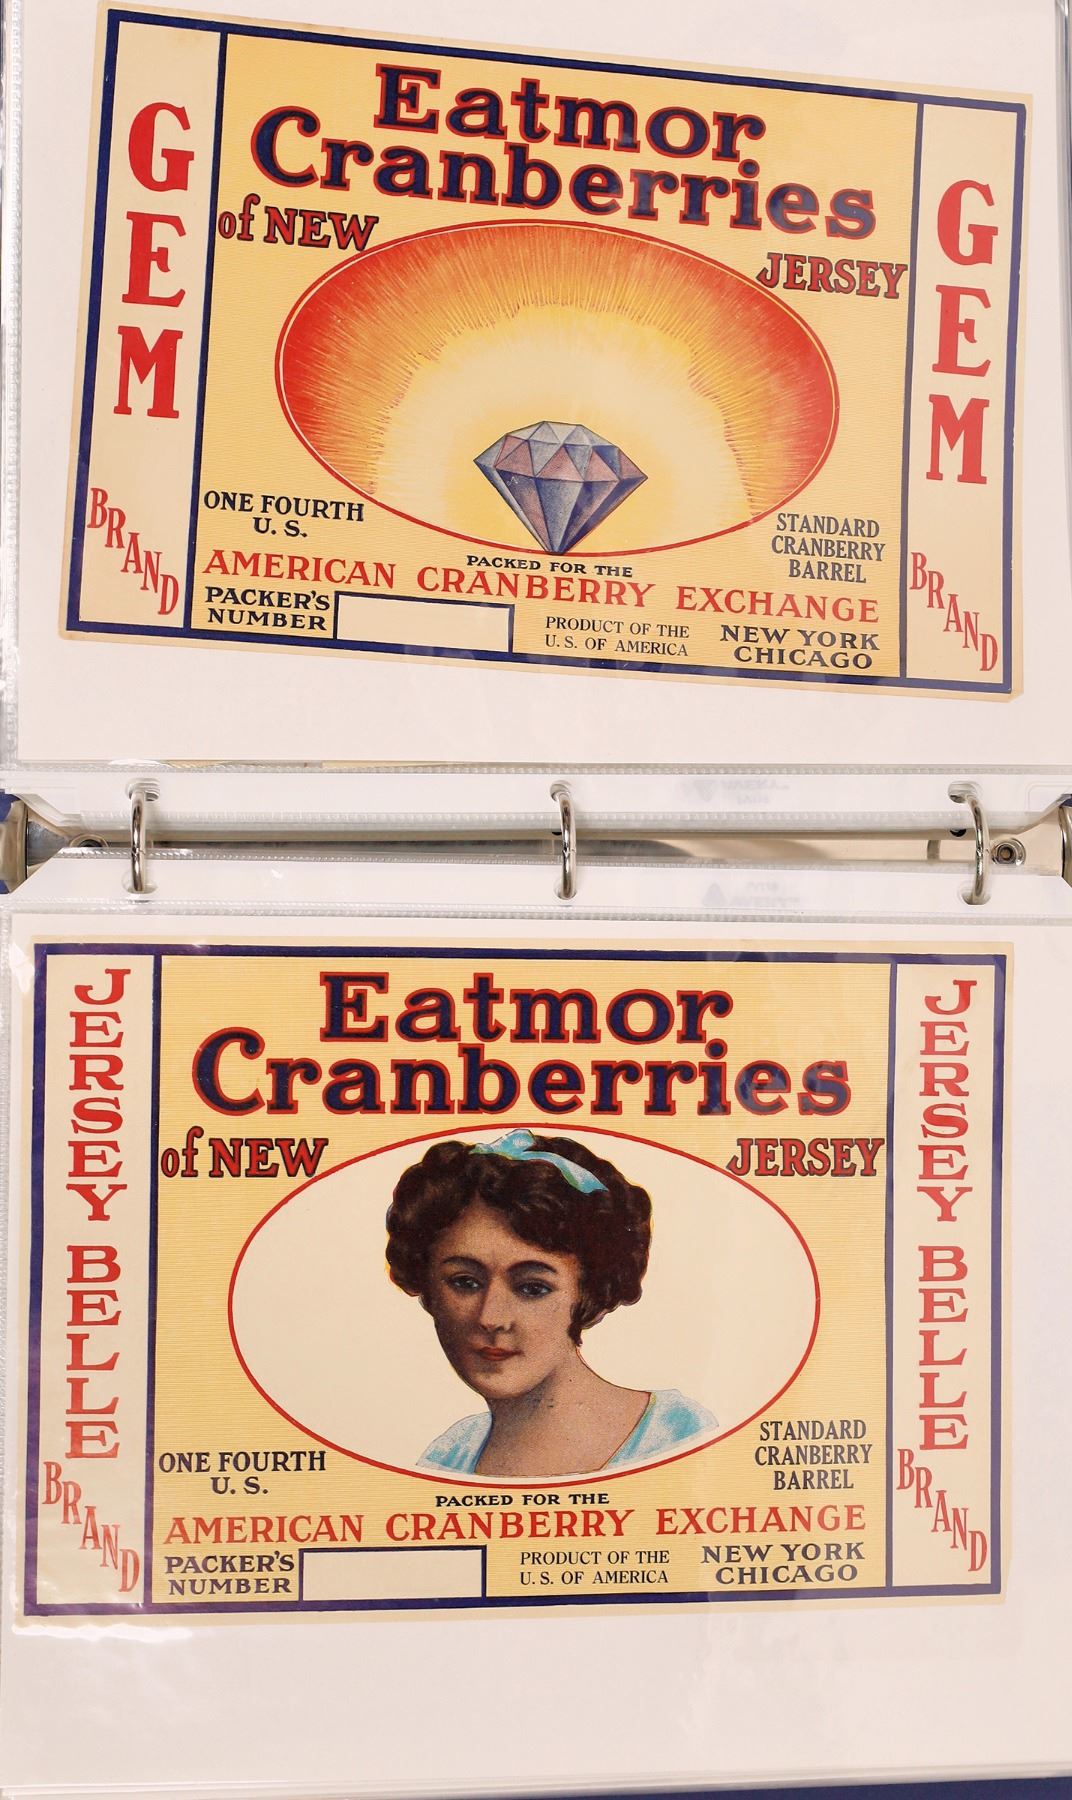 GEM
BRAND
Eatmor
Cranberries
of NEW JERSEY
ONE FOURTH
U. S.
STANDARD
CRANBERRY
BARREL
PACKED FOR THE
AMERICAN CRANBERRY EXCHANGE
PACKER'S
NUMBER
PRODUCT OF THE
U. S. OF AMERICA
NEW YORK
CHICAGO
GEM
BRAND
JERSEY BELLE
BRAND
Eatmor
Cranberries
of NEW JERSEY
ONE FOURTH
U. S.
STANDARD
CRANBERRY
BARREL
PACKED FOR THE
AMERICAN CRANBERRY EXCHANGE
PACKER'S
NUMBER
PRODUCT OF THE
U. S. OF AMERICA
NEW YORK
CHICAGO
JERSEY BELLE
BRAND